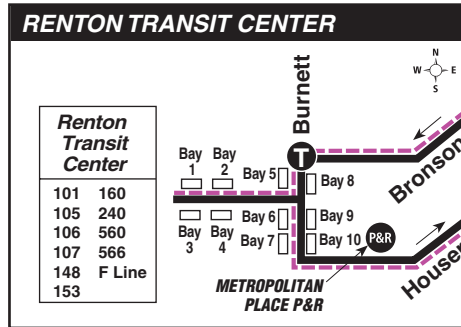 RENTON TRANSIT CENTER
N
W E
S
Burnett
Renton
Transit
Center
101 160
105 240
106 560
107 566
148 F Line
153
Bay
1
Bay
2
Bay 5
Bay 8
Bronson
T
Bay
3
Bay
4
Bay 6
Bay 9
Bay 7
Bay 10
P&R
Houser
METROPOLITAN
PLACE P&R